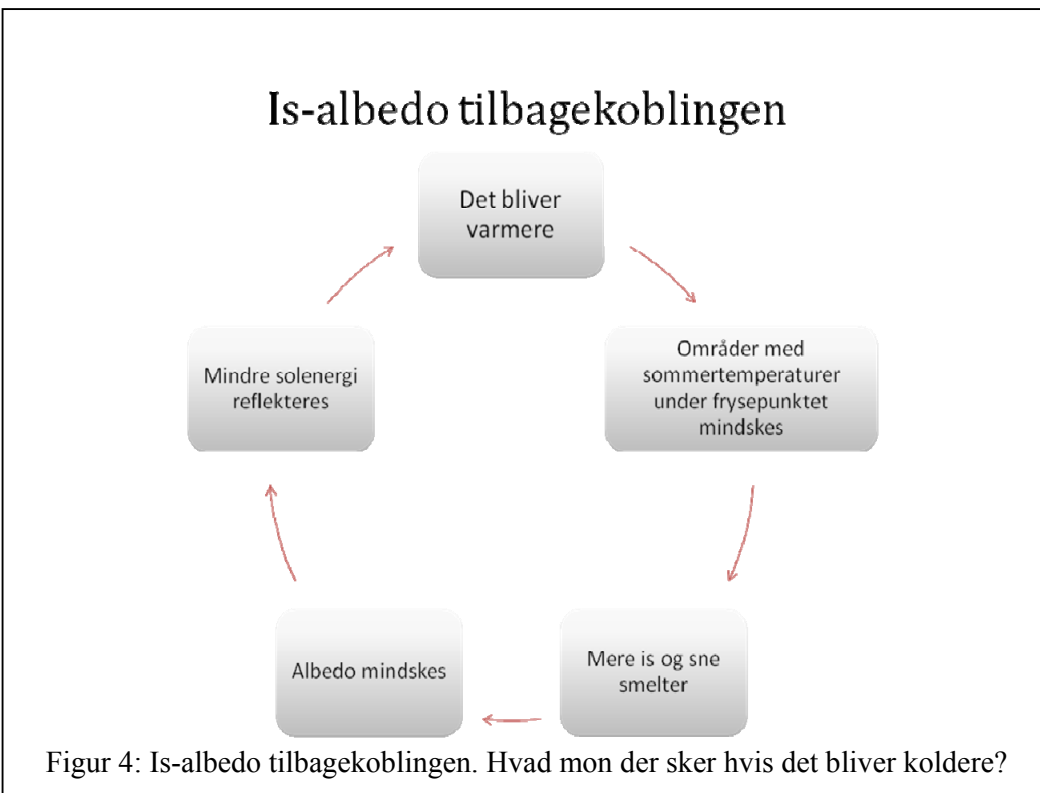 Is-albedo tilbagekoblingen
Det bliver
varmere
Områder med
sommertemperaturer
under frysepunktet
mindskes
Mere is og sne
smelter
Albedo mindskes
Mindre solenergi
reflekteres
Figur 4: Is-albedo tilbagekoblingen. Hvad mon der sker hvis det bliver koldere?